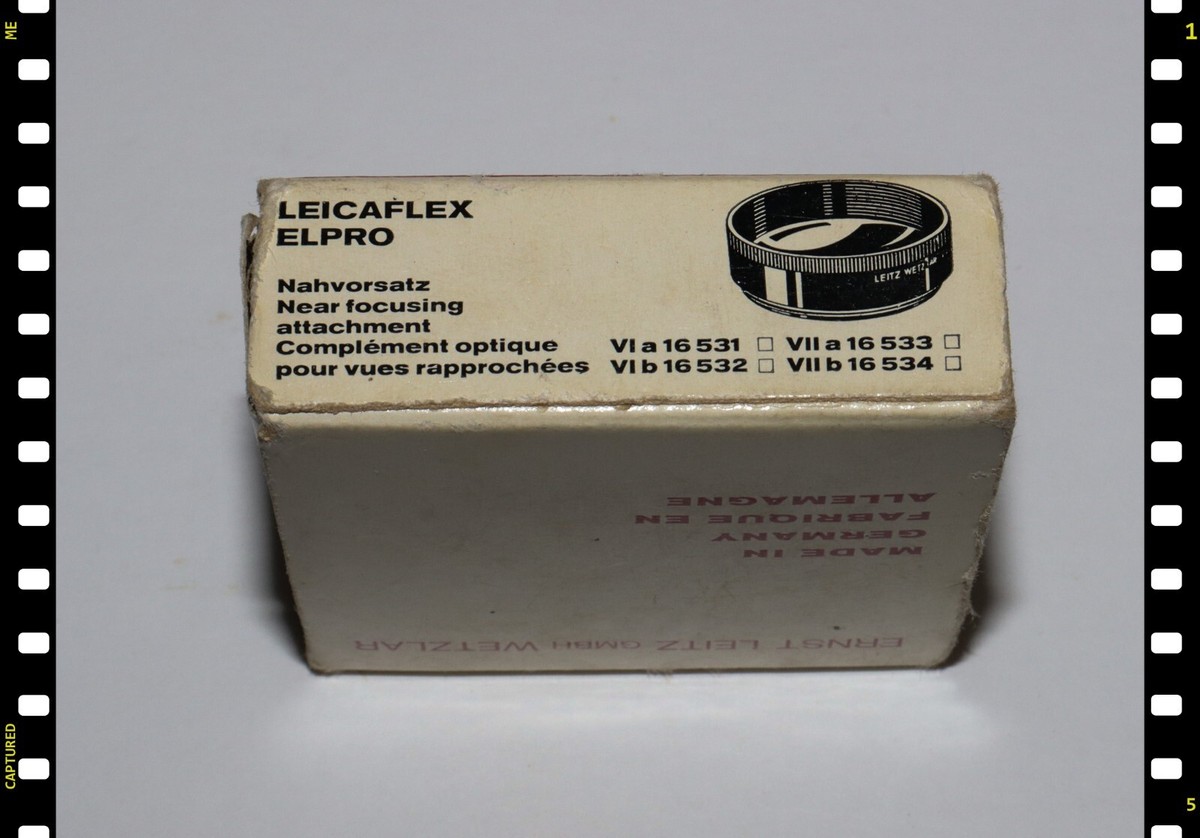 LEICAFLEX
ELPRO
Nahvorsatz
Near focusing
attachment
Complément optique
pour vues rapprochées
VI a 16 531 □ VII a 16 533 □
VI b 16 532 □ VII b 16 534 □
LEITZ WETZLAR
MADE IN
GERMANY
FABRIQUE EN
ALLEMAGNE
ERNST LEITZ GMBH WETZLAR
ME
CAPTURED
1
5